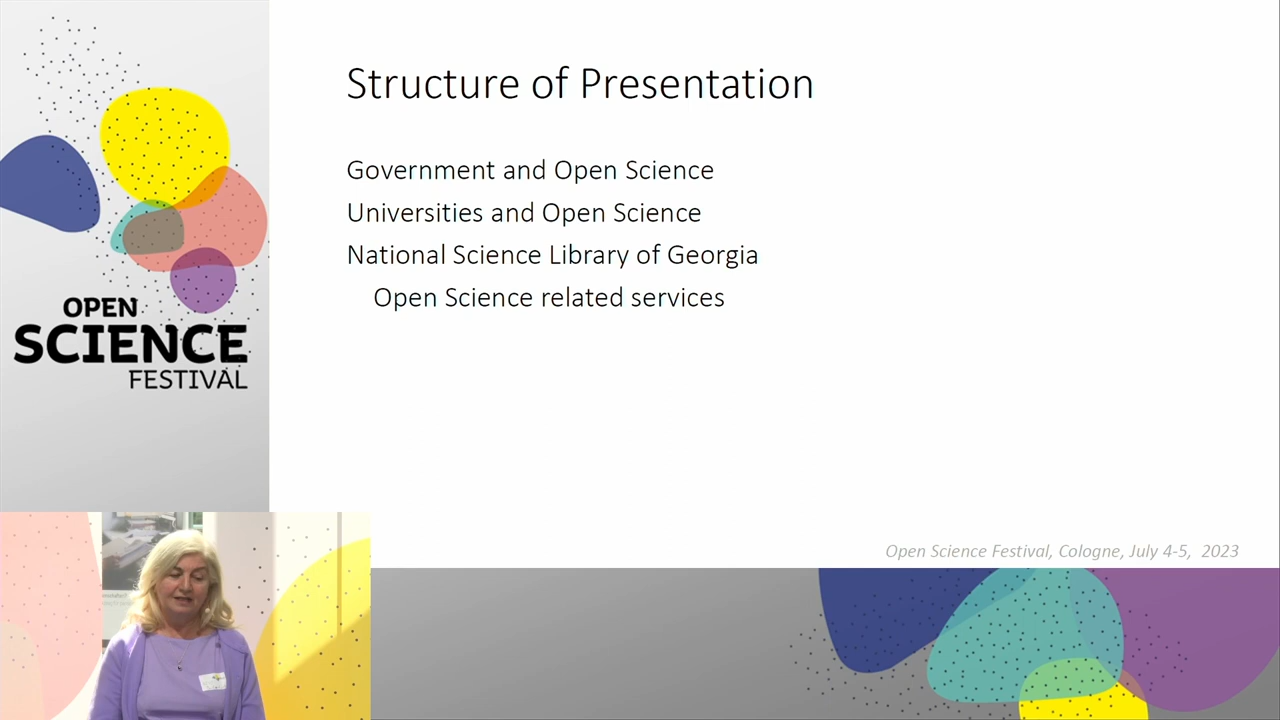 Structure of Presentation
Government and Open Science
Universities and Open Science
National Science Library of Georgia
Open Science related services
OPEN
SCIENCE
FESTIVAL
Open Science Festival, Cologne, July 4-5, 2023